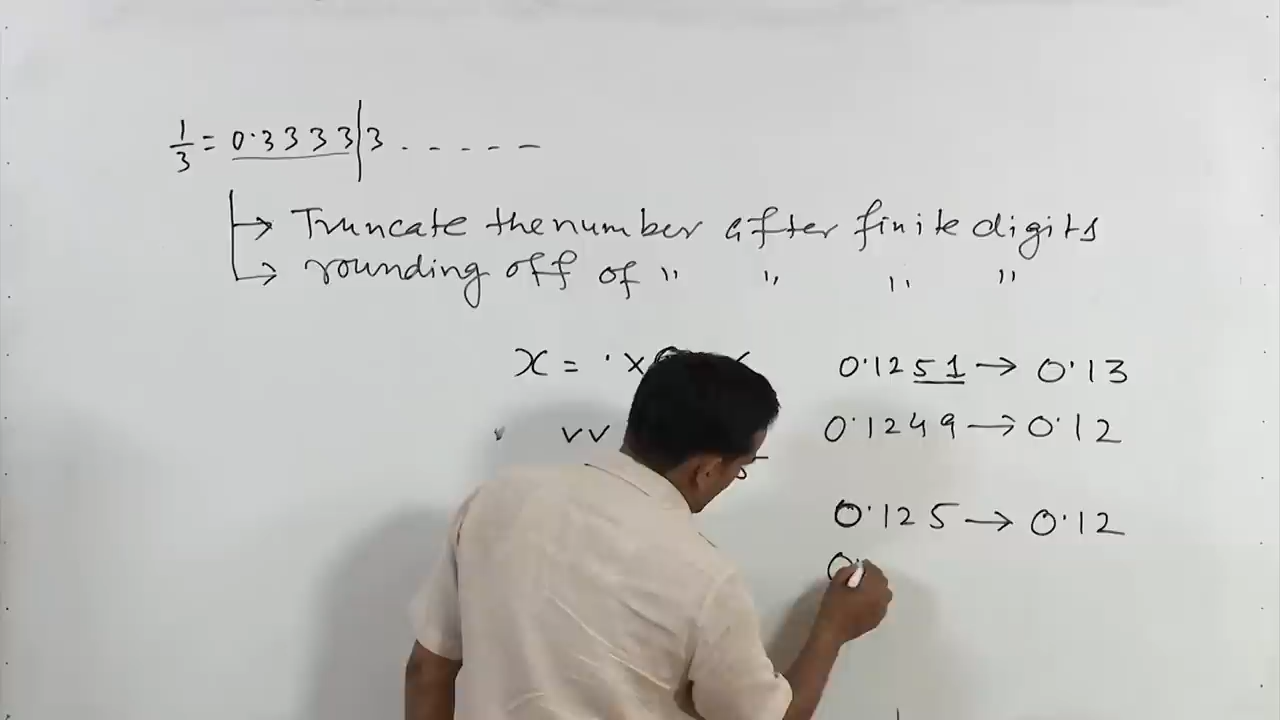 1/3 = 0.3333|3 . - - - -
→ Truncate the number after finite digits
→ rounding off of " " " "
x = . x
0.1251 → 0.13
v v
0.1249 → 0.12
0.125 → 0.12
0.